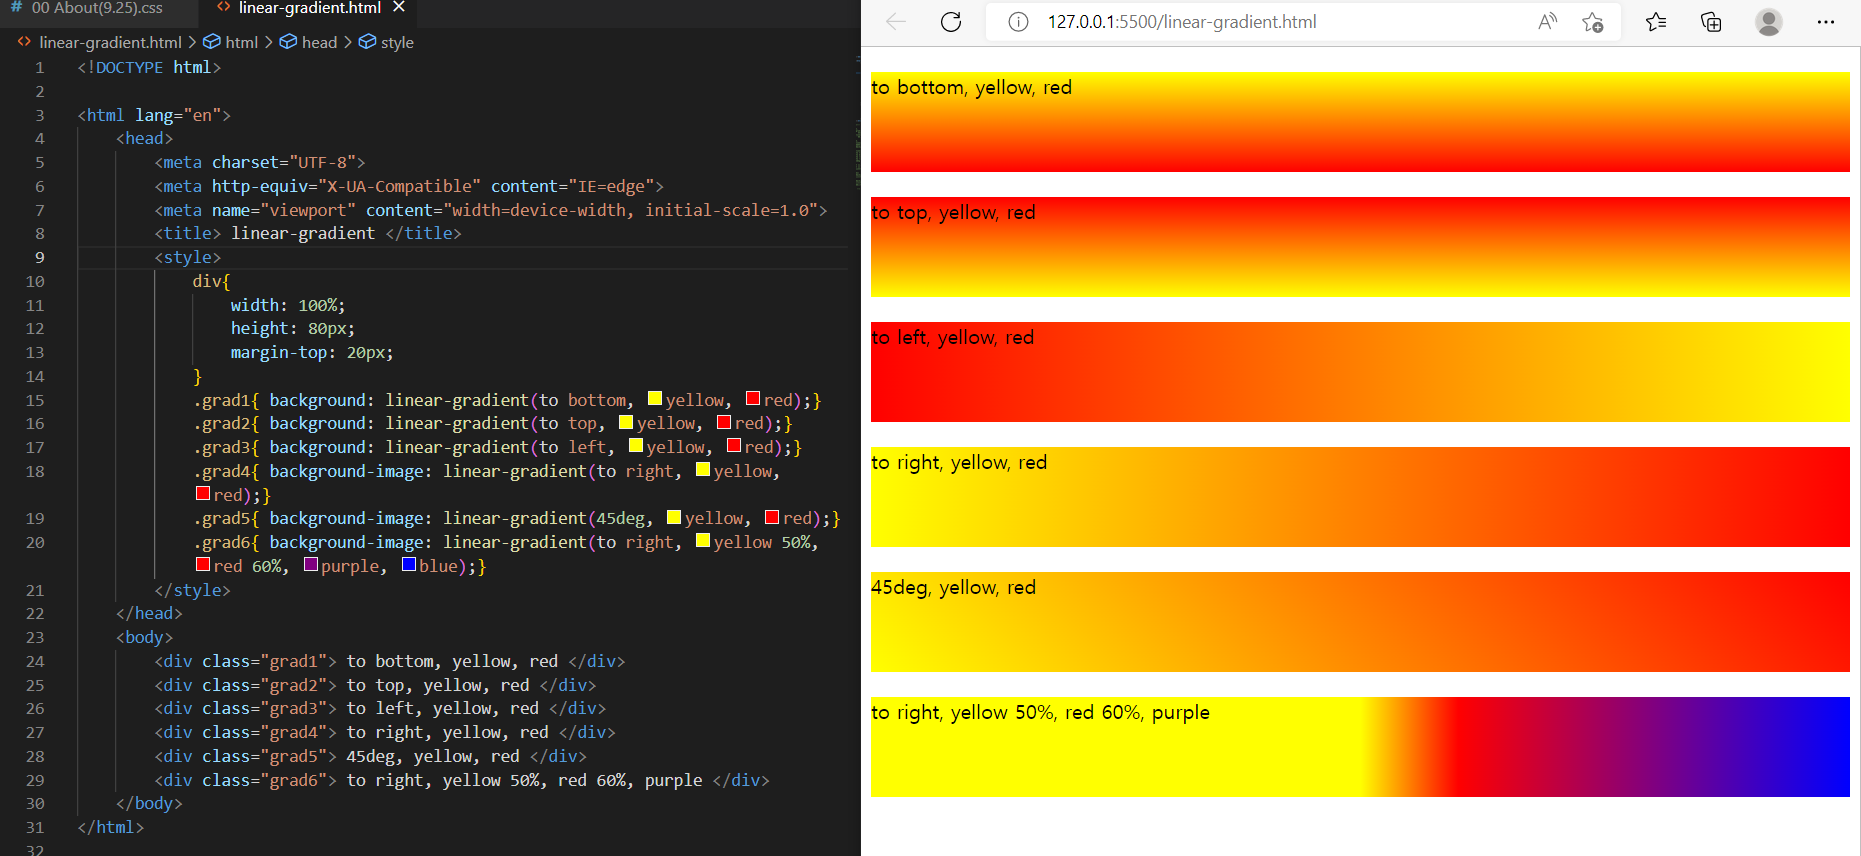 # 00 About(9.25).css <> linear-gradient.html ×
<> linear-gradient.html > html > head > style
1 <!DOCTYPE html>
2
3 <html lang="en">
4 <head>
5 <meta charset="UTF-8">
6 <meta http-equiv="X-UA-Compatible" content="IE=edge">
7 <meta name="viewport" content="width=device-width, initial-scale=1.0">
8 <title> linear-gradient </title>
9 <style>
10 div{
11 width: 100%;
12 height: 80px;
13 margin-top: 20px;
14 }
15 .grad1{ background: linear-gradient(to bottom, yellow, red);}
16 .grad2{ background: linear-gradient(to top, yellow, red);}
17 .grad3{ background: linear-gradient(to left, yellow, red);}
18 .grad4{ background-image: linear-gradient(to right, yellow,
red);}
19 .grad5{ background-image: linear-gradient(45deg, yellow, red);}
20 .grad6{ background-image: linear-gradient(to right, yellow 50%,
red 60%, purple, blue);}
21 </style>
22 </head>
23 <body>
24 <div class="grad1"> to bottom, yellow, red </div>
25 <div class="grad2"> to top, yellow, red </div>
26 <div class="grad3"> to left, yellow, red </div>
27 <div class="grad4"> to right, yellow, red </div>
28 <div class="grad5"> 45deg, yellow, red </div>
29 <div class="grad6"> to right, yellow 50%, red 60%, purple </div>
30 </body>
31 </html>
32
127.0.0.1:5500/linear-gradient.html
to bottom, yellow, red
to top, yellow, red
to left, yellow, red
to right, yellow, red
45deg, yellow, red
to right, yellow 50%, red 60%, purple